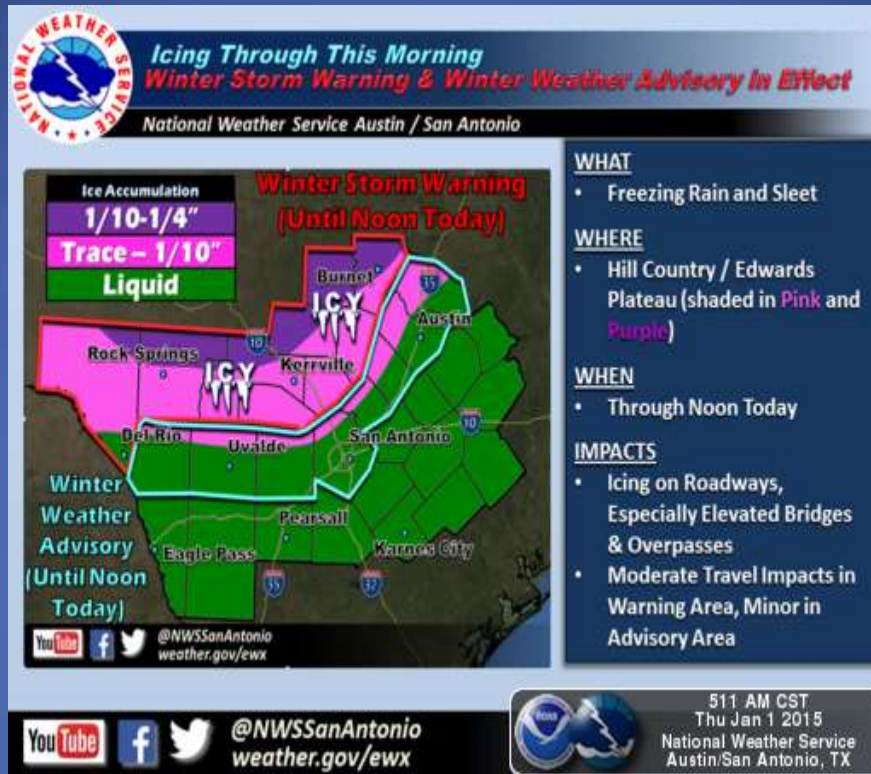 NATIONAL WEATHER SERVICE
Icing Through This Morning
Winter Storm Warning & Winter Weather Advisory In Effect
National Weather Service Austin / San Antonio
Ice Accumulation
1/10-1/4"
Trace – 1/10"
Liquid
Winter Storm Warning
(Until Noon Today)
Burnet
35
ICY
Austin
10
Rock Springs
Kerrville
ICY
10
Del Rio
Uvalde
San Antonio
Winter
Weather
Advisory
(Until Noon
Today)
Pearsall
Eagle Pass
Karnes City
35
37
YouTube f @NWSSanAntonio
weather.gov/ewx
WHAT
• Freezing Rain and Sleet
WHERE
• Hill Country / Edwards
Plateau (shaded in Pink and
Purple)
WHEN
• Through Noon Today
IMPACTS
• Icing on Roadways,
Especially Elevated Bridges
& Overpasses
• Moderate Travel Impacts in
Warning Area, Minor in
Advisory Area
YouTube f @NWSSanAntonio
weather.gov/ewx
NOAA
511 AM CST
Thu Jan 1 2015
National Weather Service
Austin/San Antonio, TX